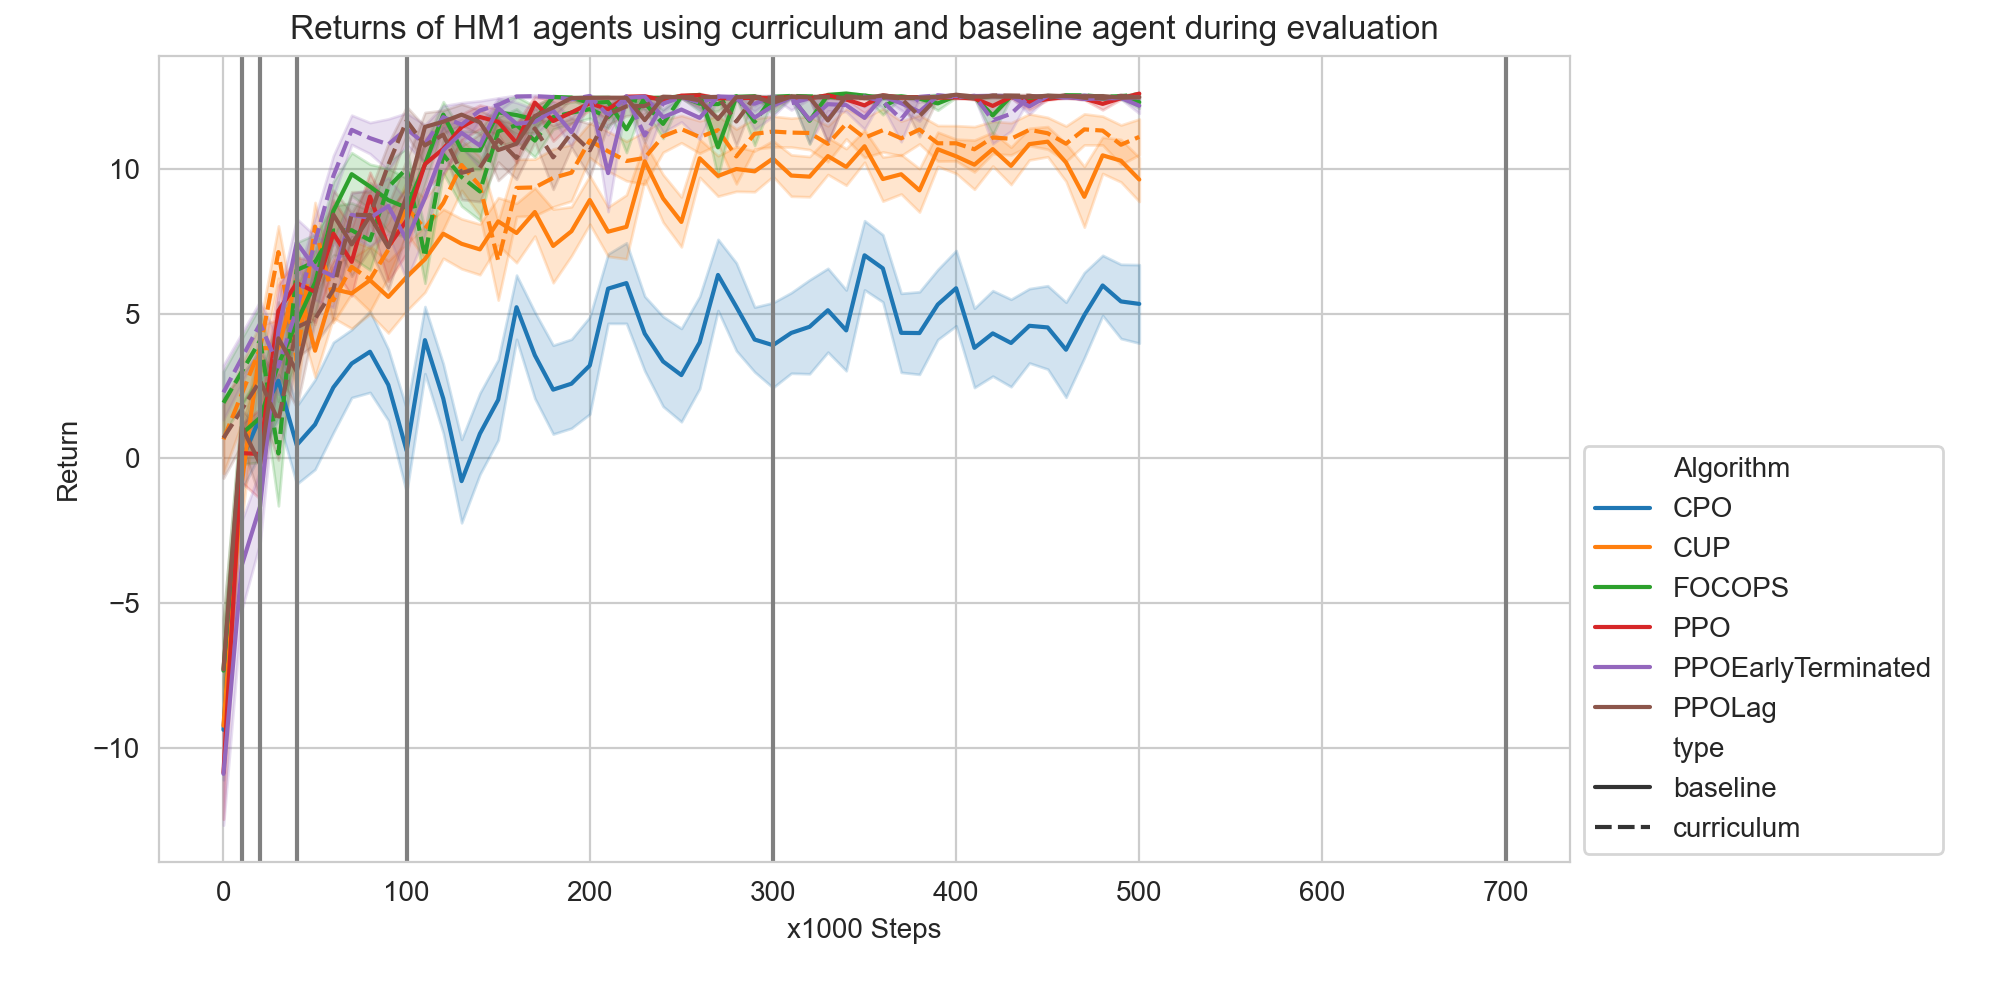 Returns of HM1 agents using curriculum and baseline agent during evaluation
Return
10
5
0
−5
−10
0
100
200
300
400
500
600
700
x1000 Steps
Algorithm
CPO
CUP
FOCOPS
PPO
PPOEarlyTerminated
PPOLag
type
baseline
curriculum